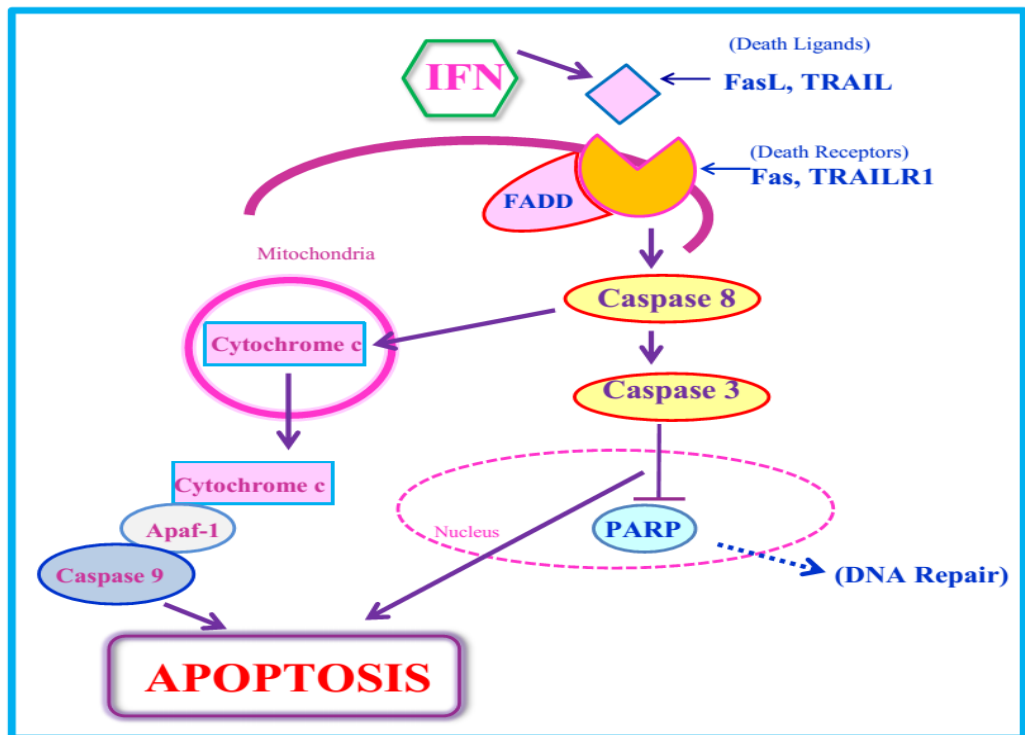 IFN
(Death Ligands)
FasL, TRAIL
(Death Receptors)
Fas, TRAILR1
FADD
Mitochondria
Caspase 8
Cytochrome c
Caspase 3
Cytochrome c
Apaf-1
Nucleus
PARP
Caspase 9
(DNA Repair)
APOPTOSIS